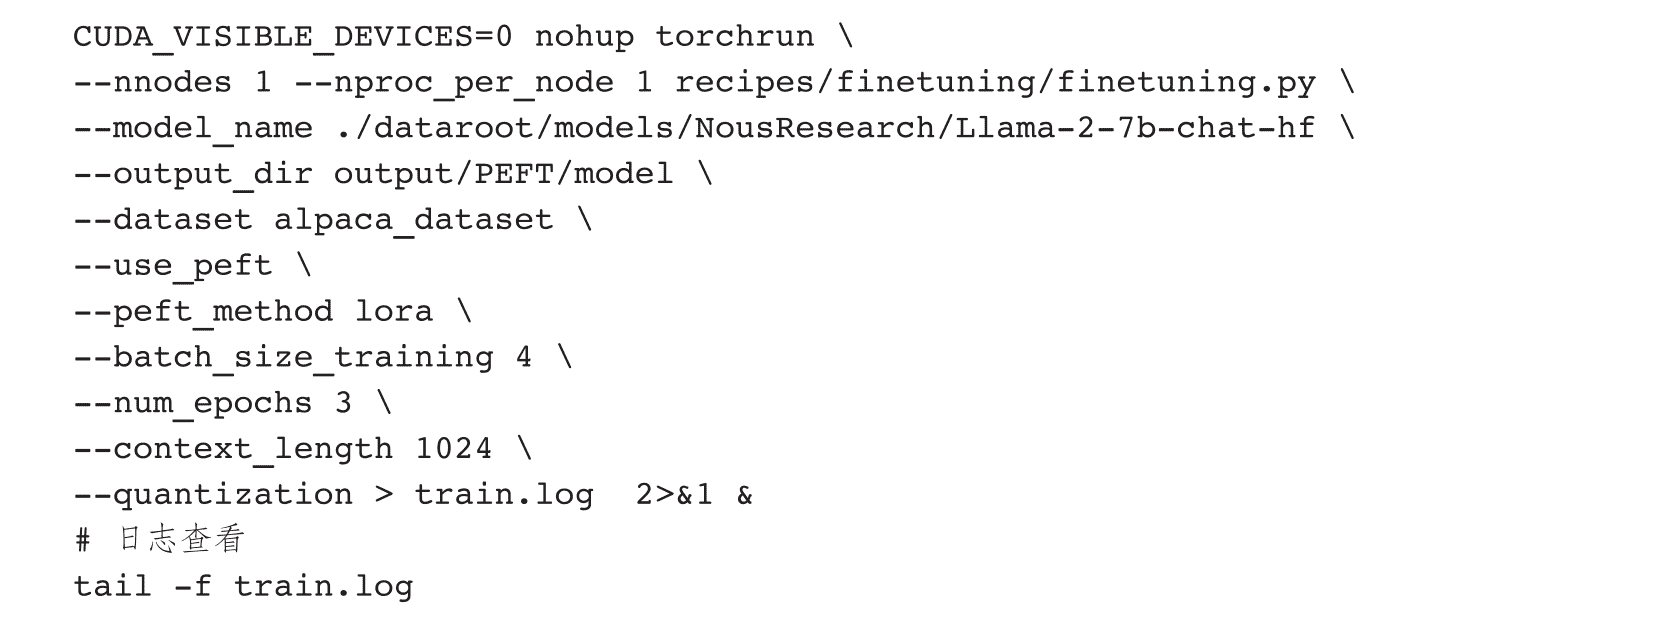 CUDA_VISIBLE_DEVICES=0 nohup torchrun \
--nnodes 1 --nproc_per_node 1 recipes/finetuning/finetuning.py \
--model_name ./dataroot/models/NousResearch/Llama-2-7b-chat-hf \
--output_dir output/PEFT/model \
--dataset alpaca_dataset \
--use_peft \
--peft_method lora \
--batch_size_training 4 \
--num_epochs 3 \
--context_length 1024 \
--quantization > train.log  2>&1 &
# 日志查看
tail -f train.log